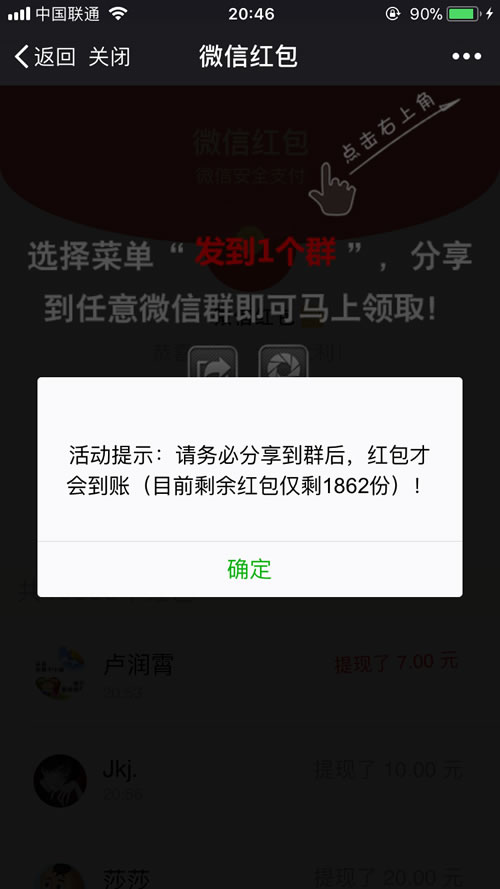 中国联通 20:46 90%
返回 关闭 微信红包
微信红包
微信安全支付
点击右上角
选择菜单“发到1个群”，分享
到任意微信群即可马上领取！
活动提示：请务必分享到群后，红包才
会到账（目前剩余红包仅剩1862份）！
确定
卢润霄 提现了 7.00 元
20:53
Jkj. 提现了 10.00 元
20:56
莎莎 提现了 20.00 元